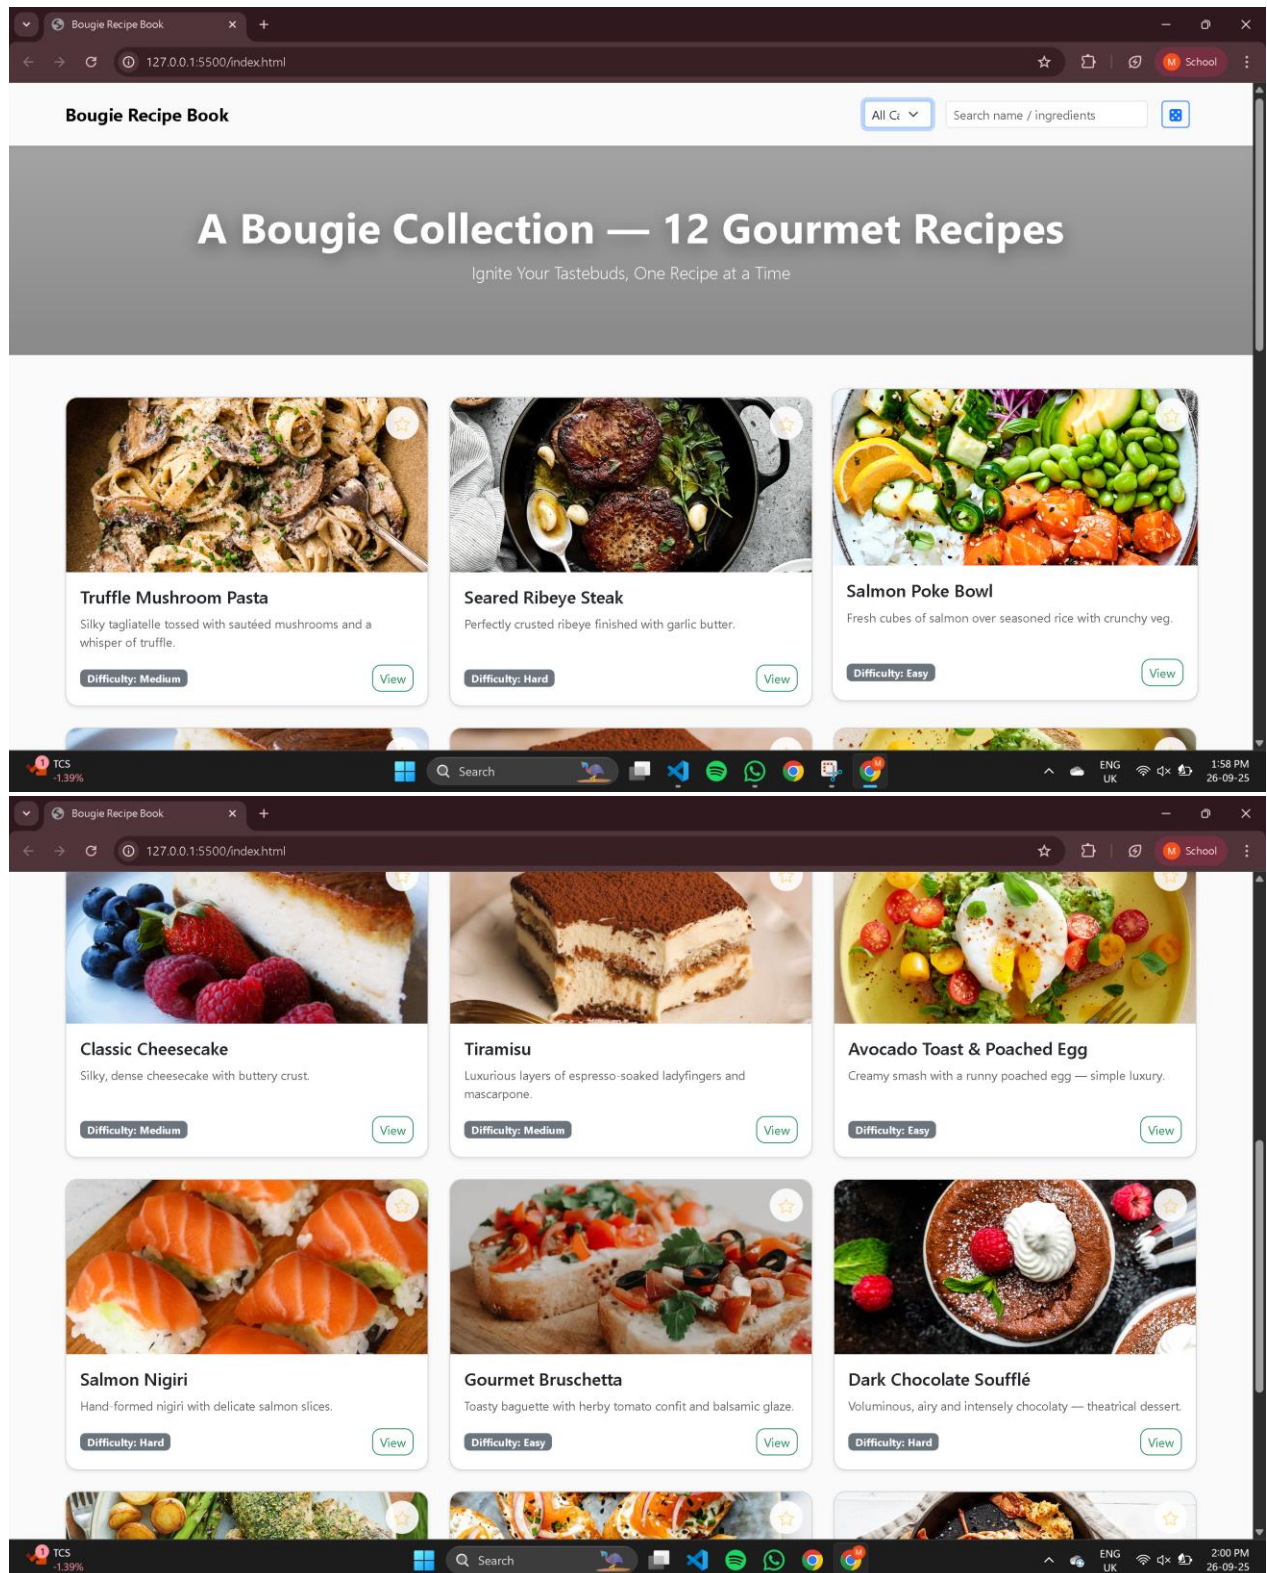 Bougie Recipe Book
127.0.0.1:5500/index.html
School
Bougie Recipe Book
All Ca
Search name / ingredients
A Bougie Collection — 12 Gourmet Recipes
Ignite Your Tastebuds, One Recipe at a Time
Truffle Mushroom Pasta
Silky tagliatelle tossed with sautéed mushrooms and a
whisper of truffle.
Difficulty: Medium
View
Seared Ribeye Steak
Perfectly crusted ribeye finished with garlic butter.
Difficulty: Hard
View
Salmon Poke Bowl
Fresh cubes of salmon over seasoned rice with crunchy veg.
Difficulty: Easy
View
1
TCS
-1.39%
Search
M
ENG
UK
1:58 PM
26-09-25
Bougie Recipe Book
127.0.0.1:5500/index.html
M School
Classic Cheesecake
Silky, dense cheesecake with buttery crust.
Difficulty: Medium
View
Tiramisu
Luxurious layers of espresso-soaked ladyfingers and
mascarpone.
Difficulty: Medium
View
Avocado Toast & Poached Egg
Creamy smash with a runny poached egg — simple luxury.
Difficulty: Easy
View
Salmon Nigiri
Hand-formed nigiri with delicate salmon slices.
Difficulty: Hard
View
Gourmet Bruschetta
Toasty baguette with herby tomato confit and balsamic glaze.
Difficulty: Easy
View
Dark Chocolate Soufflé
Voluminous, airy and intensely chocolaty — theatrical dessert.
Difficulty: Hard
View
1
TCS
-1.39%
Search
ENG
UK
2:00 PM
26-09-25